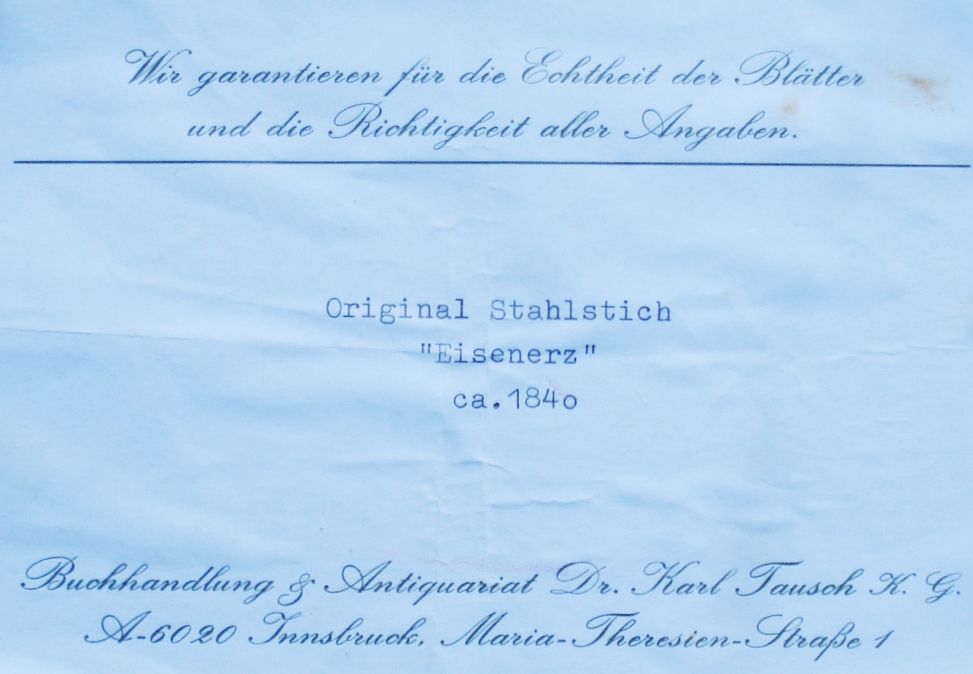 Wir garantieren für die Echtheit der Blätter
und die Richtigkeit aller Angaben.
Original Stahlstich
"Eisenerz"
ca.184o
Buchhandlung & Antiquariat Dr. Karl Tausch K. G.
A-6020 Innsbruck, Maria-Theresien-Straße 1